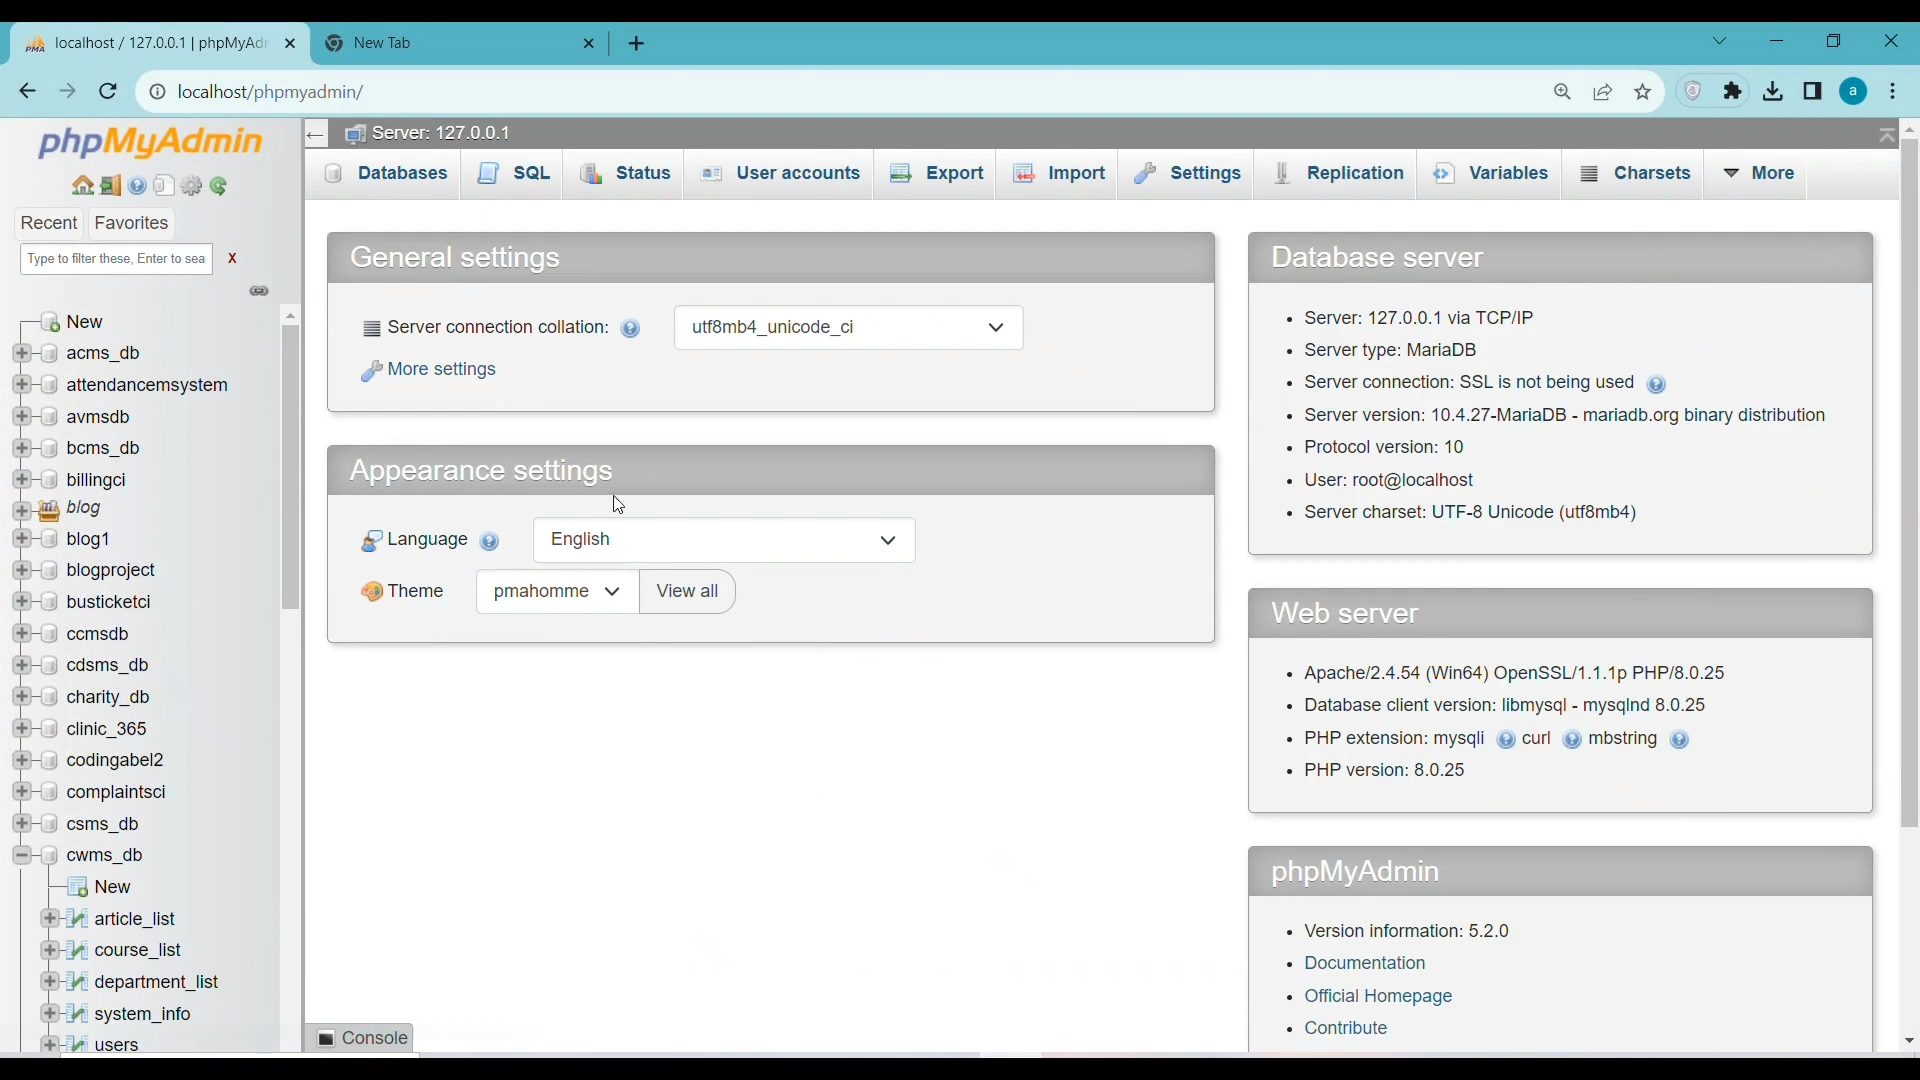 localhost / 127.0.0.1 | phpMyAd
New Tab
localhost/phpmyadmin/
a
phpMyAdmin
Recent Favorites
Type to filter these, Enter to sea X
New
acms_db
attendancemsystem
avmsdb
bcms_db
billingci
blog
blog1
blogproject
busticketci
ccmsdb
cdsms_db
charity_db
clinic_365
codingabel2
complaintsci
csms_db
cwms_db
New
article_list
course_list
department_list
system_info
users
Server: 127.0.0.1
Databases SQL Status User accounts Export Import Settings Replication Variables Charsets More
General settings
Server connection collation: utf8mb4_unicode_ci
More settings
Appearance settings
Language English
Theme pmahomme View all
Database server
Server: 127.0.0.1 via TCP/IP
Server type: MariaDB
Server connection: SSL is not being used
Server version: 10.4.27-MariaDB - mariadb.org binary distribution
Protocol version: 10
User: root@localhost
Server charset: UTF-8 Unicode (utf8mb4)
Web server
Apache/2.4.54 (Win64) OpenSSL/1.1.1p PHP/8.0.25
Database client version: libmysql - mysqlnd 8.0.25
PHP extension: mysqli curl mbstring
PHP version: 8.0.25
phpMyAdmin
Version information: 5.2.0
Documentation
Official Homepage
Contribute
Console